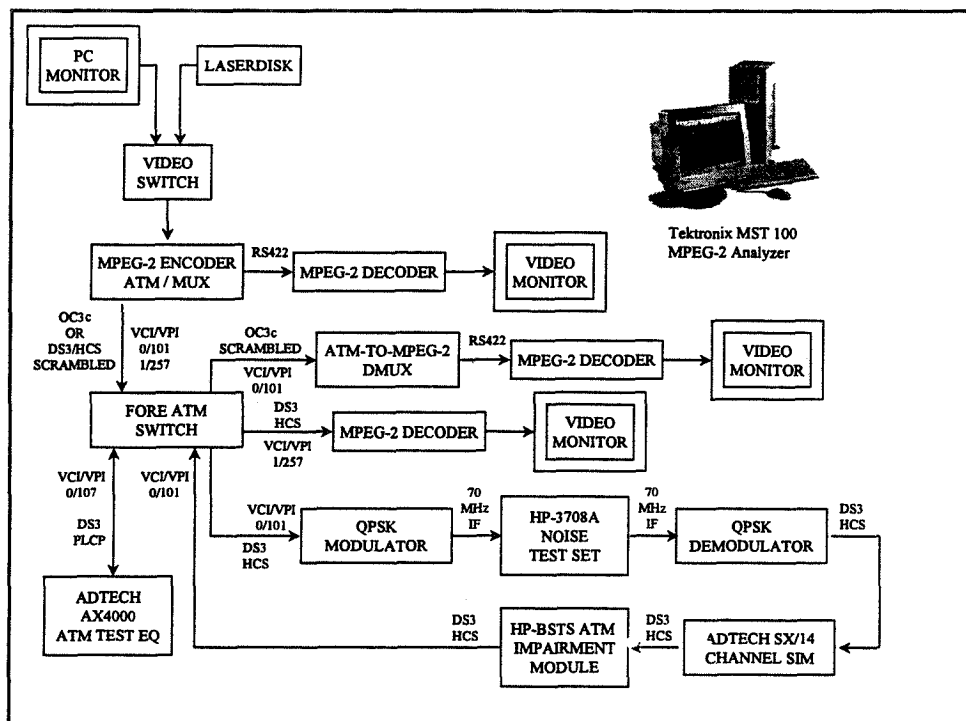 PC
MONITOR
LASERDISK
VIDEO
SWITCH
Tektronix MST 100
MPEG-2 Analyzer
MPEG-2 ENCODER
ATM / MUX
RS422
MPEG-2 DECODER
VIDEO
MONITOR
OC3c
OR
DS3/HCS
SCRAMBLED
VCI/VPI
0/101
1/257
OC3c
SCRAMBLED
VCI/VPI
0/101
ATM-TO-MPEG-2
DMUX
RS422
MPEG-2 DECODER
VIDEO
MONITOR
FORE ATM
SWITCH
DS3
HCS
VCI/VPI
1/257
MPEG-2 DECODER
VIDEO
MONITOR
VCI/VPI
0/107
DS3
PLCP
VCI/VPI
0/101
VCI/VPI
0/101
DS3
HCS
QPSK
MODULATOR
70
MHz
IF
HP-3708A
NOISE
TEST SET
70
MHz
IF
QPSK
DEMODULATOR
DS3
HCS
ADTECH
AX4000
ATM TEST EQ
DS3
HCS
HP-BSTS ATM
IMPAIRMENT
MODULE
DS3
HCS
ADTECH SX/14
CHANNEL SIM